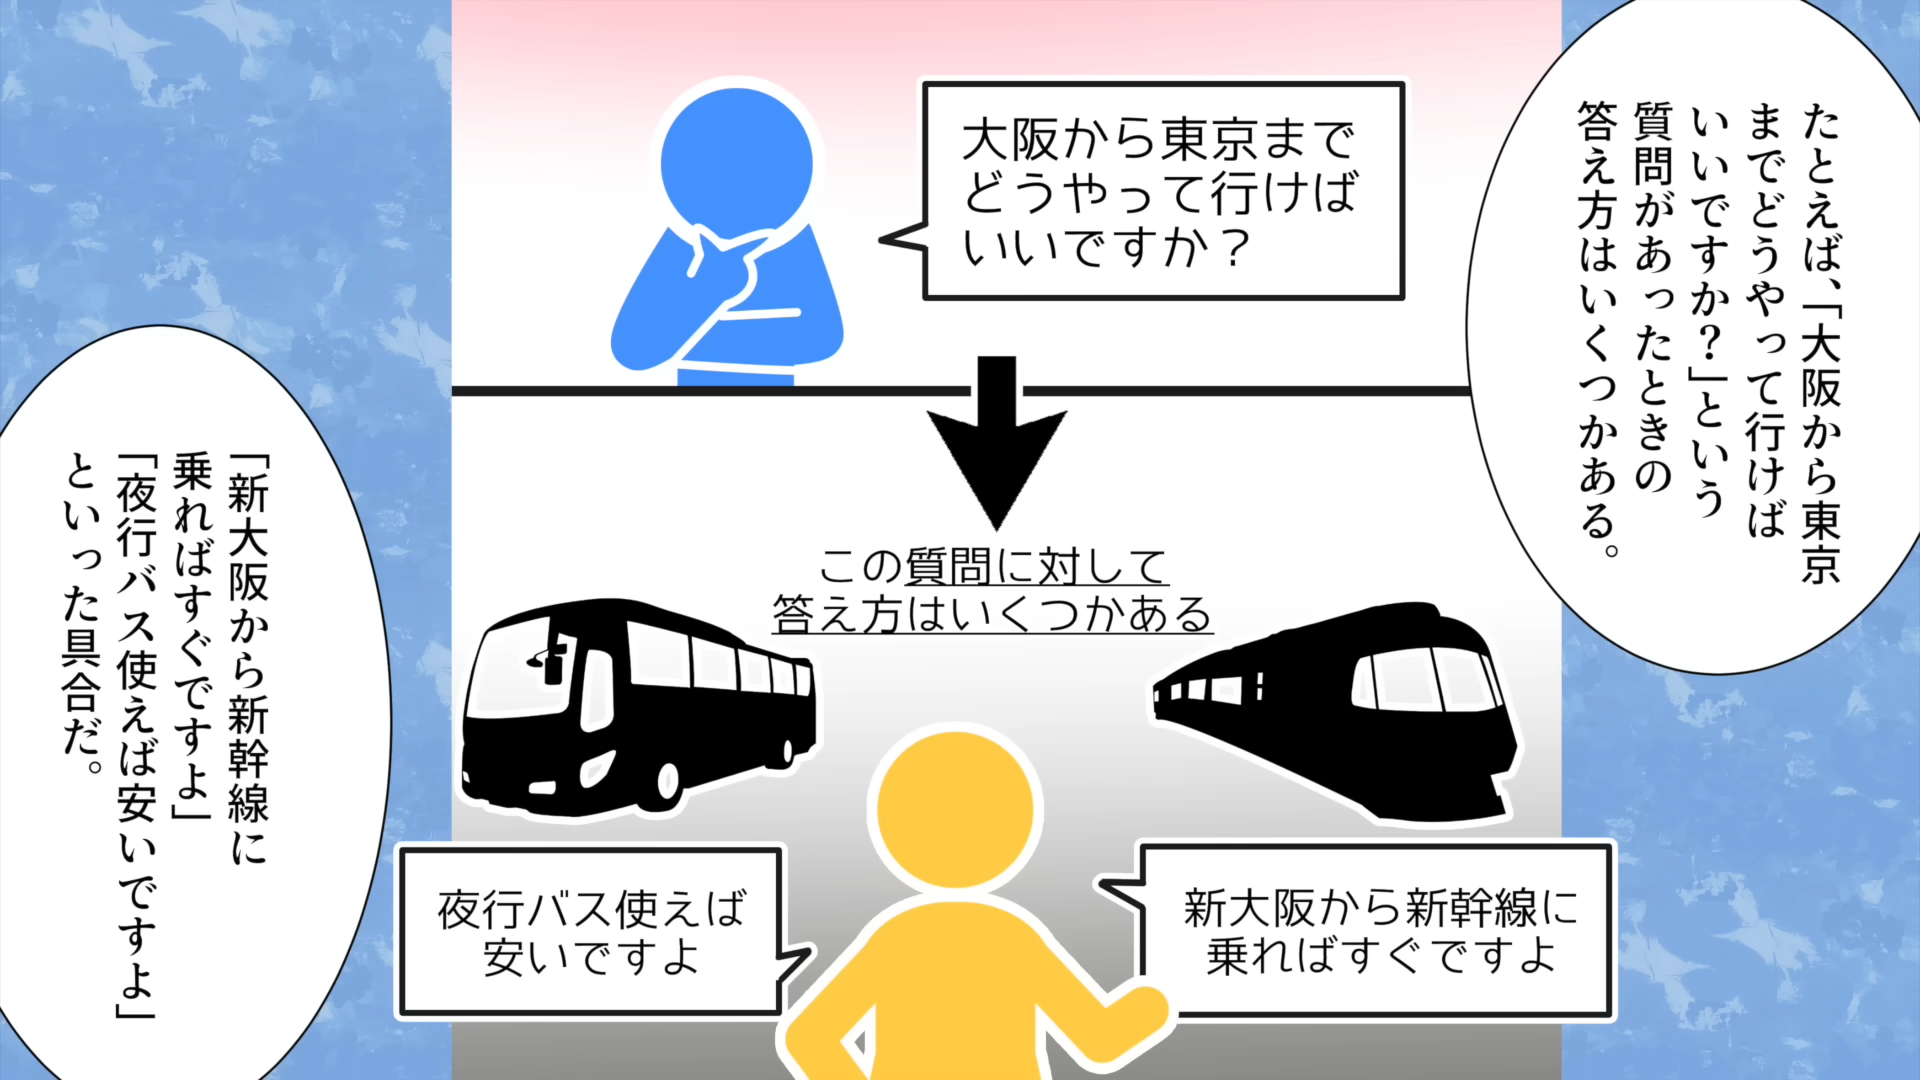 たとえば、「大阪から東京
までどうやって行けば
いいですか?」という
質問があったときの
答え方はいくつかある。
大阪から東京まで
どうやって行けば
いいですか？
この質問に対して
答え方はいくつかある
新大阪から新幹線に
乗ればすぐですよ
夜行バス使えば
安いですよ
「新大阪から新幹線に
乗ればすぐですよ」
「夜行バス使えば安いですよ」
といった具合だ。